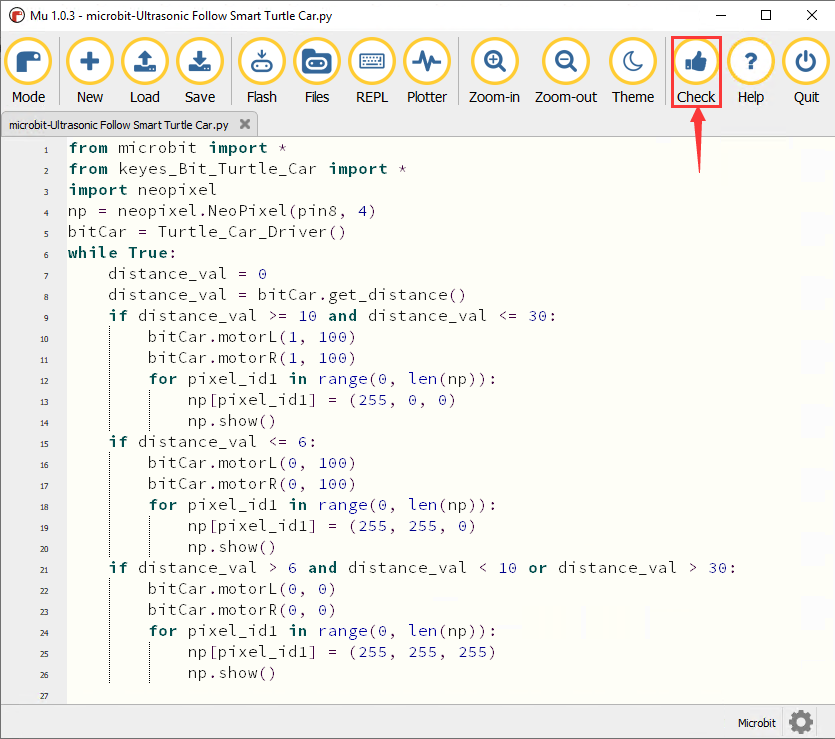 Mu 1.0.3 - microbit-Ultrasonic Follow Smart Turtle Car.py
Mode New Load Save Flash Files REPL Plotter Zoom-in Zoom-out Theme Check Help Quit
microbit-Ultrasonic Follow Smart Turtle Car.py
1 from microbit import *
2 from keyes_Bit_Turtle_Car import *
3 import neopixel
4 np = neopixel.NeoPixel(pin8, 4)
5 bitCar = Turtle_Car_Driver()
6 while True:
7     distance_val = 0
8     distance_val = bitCar.get_distance()
9     if distance_val >= 10 and distance_val <= 30:
10         bitCar.motorL(1, 100)
11         bitCar.motorR(1, 100)
12         for pixel_id1 in range(0, len(np)):
13             np[pixel_id1] = (255, 0, 0)
14             np.show()
15     if distance_val <= 6:
16         bitCar.motorL(0, 100)
17         bitCar.motorR(0, 100)
18         for pixel_id1 in range(0, len(np)):
19             np[pixel_id1] = (255, 255, 0)
20             np.show()
21     if distance_val > 6 and distance_val < 10 or distance_val > 30:
22         bitCar.motorL(0, 0)
23         bitCar.motorR(0, 0)
24         for pixel_id1 in range(0, len(np)):
25             np[pixel_id1] = (255, 255, 255)
26             np.show()
27
Microbit